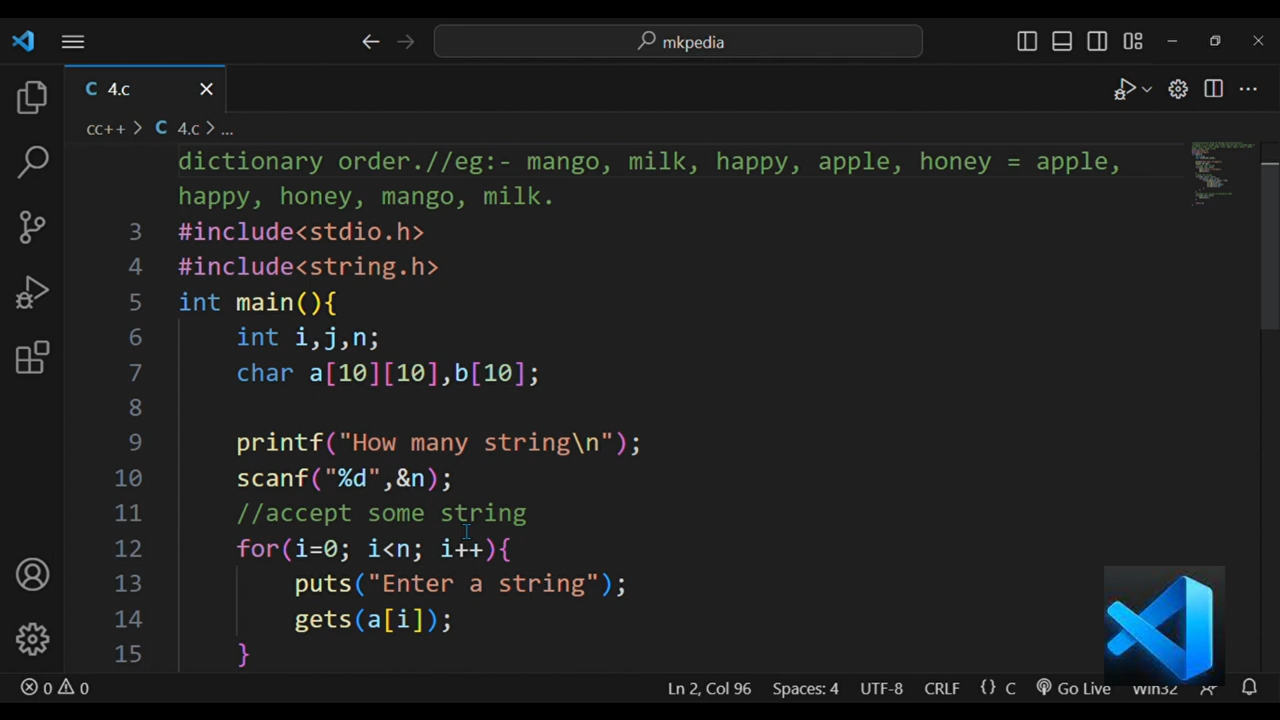 mkpedia
C 4.c
cc++ > C 4.c > ...
dictionary order.//eg:- mango, milk, happy, apple, honey = apple,
happy, honey, mango, milk.
3 #include<stdio.h>
4 #include<string.h>
5 int main(){
6 int i,j,n;
7 char a[10][10],b[10];
8
9 printf("How many string\n");
10 scanf("%d",&n);
11 //accept some string
12 for(i=0; i<n; i++){
13 puts("Enter a string");
14 gets(a[i]);
15 }
0 0 Ln 2, Col 96 Spaces: 4 UTF-8 CRLF {} C Go Live Win32